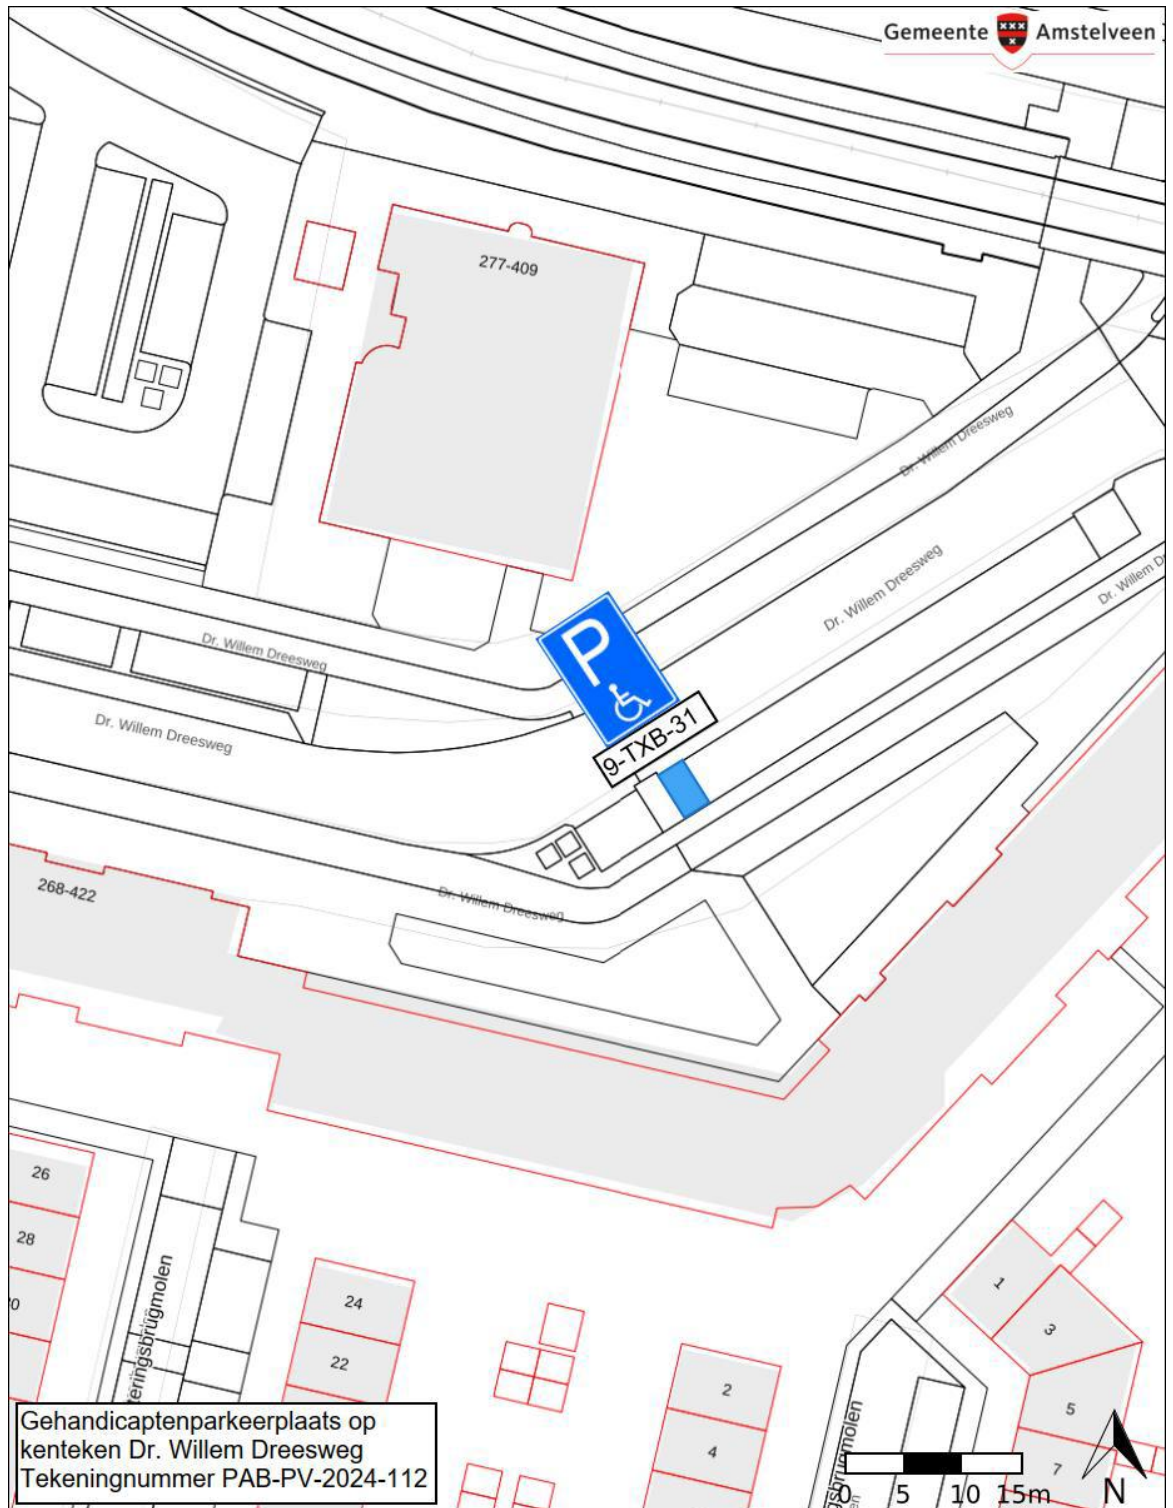 Gemeente Amstelveen
277-409
Dr. Willem Dreesweg
Dr. Willem Dreesweg
Dr. Willem D
Dr. Willem Dreesweg
Dr. Willem Dreesweg
P
9-TXB-31
Dr. Willem Dreesweg
268-422
26
28
24
22
teringsbrugmolen
2
4
1
3
5
7
Gehandicaptenparkeerplaats op
kenteken Dr. Willem Dreesweg
Tekeningnummer PAB-PV-2024-112
0 5 10 15m
N